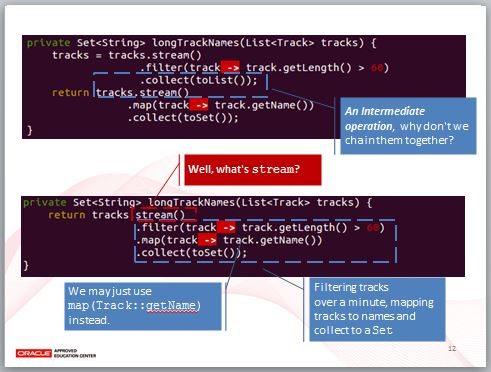 private Set<String> longTrackNames(List<Track> tracks) {
tracks = tracks.stream()
.filter(track -> track.getLength() > 60)
.collect(toList());
return tracks.stream()
.map(track -> track.getName())
.collect(toSet());
}
An Intermediate
operation, why don't we
chain them together?
Well, what's stream?
private Set<String> longTrackNames(List<Track> tracks) {
return tracks stream()
.filter(track -> track.getLength() > 60)
.map(track -> track.getName())
.collect(toSet());
}
We may just use
map(Track::getName)
instead.
Filtering tracks
over a minute, mapping
tracks to names and
collect to a Set
12
ORACLE APPROVED
EDUCATION CENTER